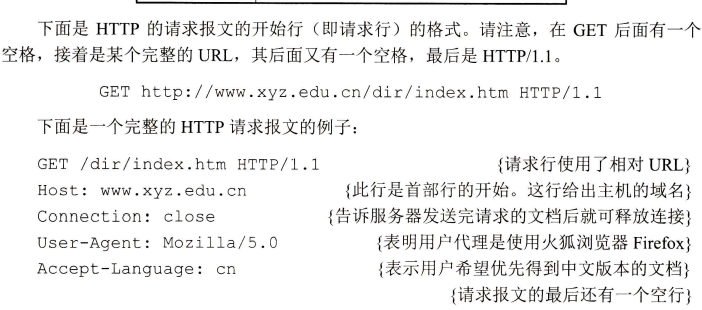 下面是 HTTP 的请求报文的开始行（即请求行）的格式。请注意，在 GET 后面有一个
空格，接着是某个完整的 URL，其后面又有一个空格，最后是 HTTP/1.1。
GET http://www.xyz.edu.cn/dir/index.htm HTTP/1.1
下面是一个完整的 HTTP 请求报文的例子：
GET /dir/index.htm HTTP/1.1 {请求行使用了相对 URL}
Host: www.xyz.edu.cn {此行是首部行的开始。这行给出主机的域名}
Connection: close {告诉服务器发送完请求的文档后就可释放连接}
User-Agent: Mozilla/5.0 {表明用户代理是使用火狐浏览器 Firefox}
Accept-Language: cn {表示用户希望优先得到中文版本的文档}
{请求报文的最后还有一个空行}